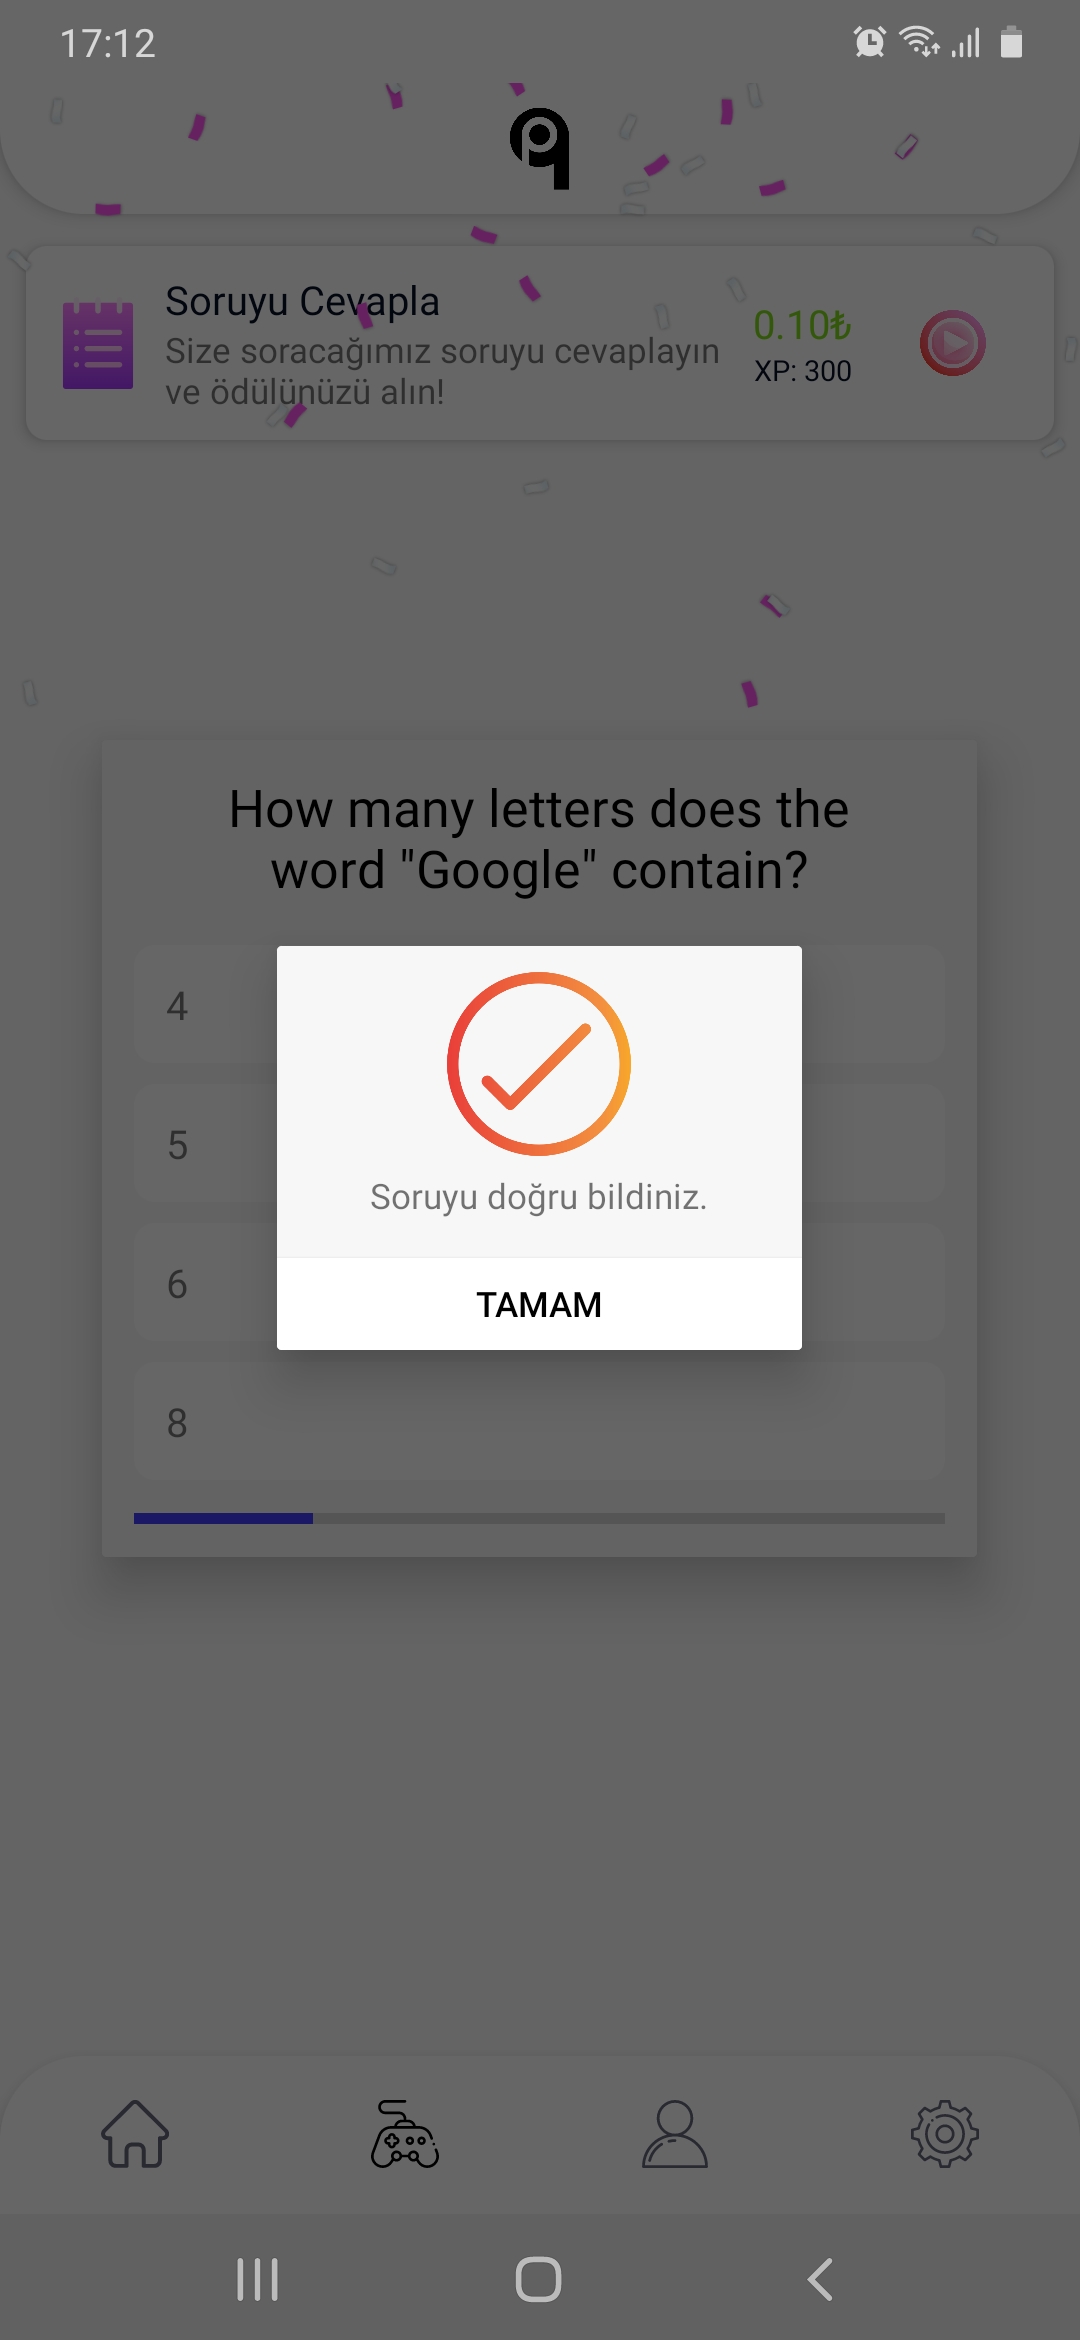 17:12
Soruyu Cevapla
Size soracağımız soruyu cevaplayın
ve ödülünüzü alın!
0.10₺
XP: 300
How many letters does the
word "Google" contain?
4
5
6
8
Soruyu doğru bildiniz.
TAMAM